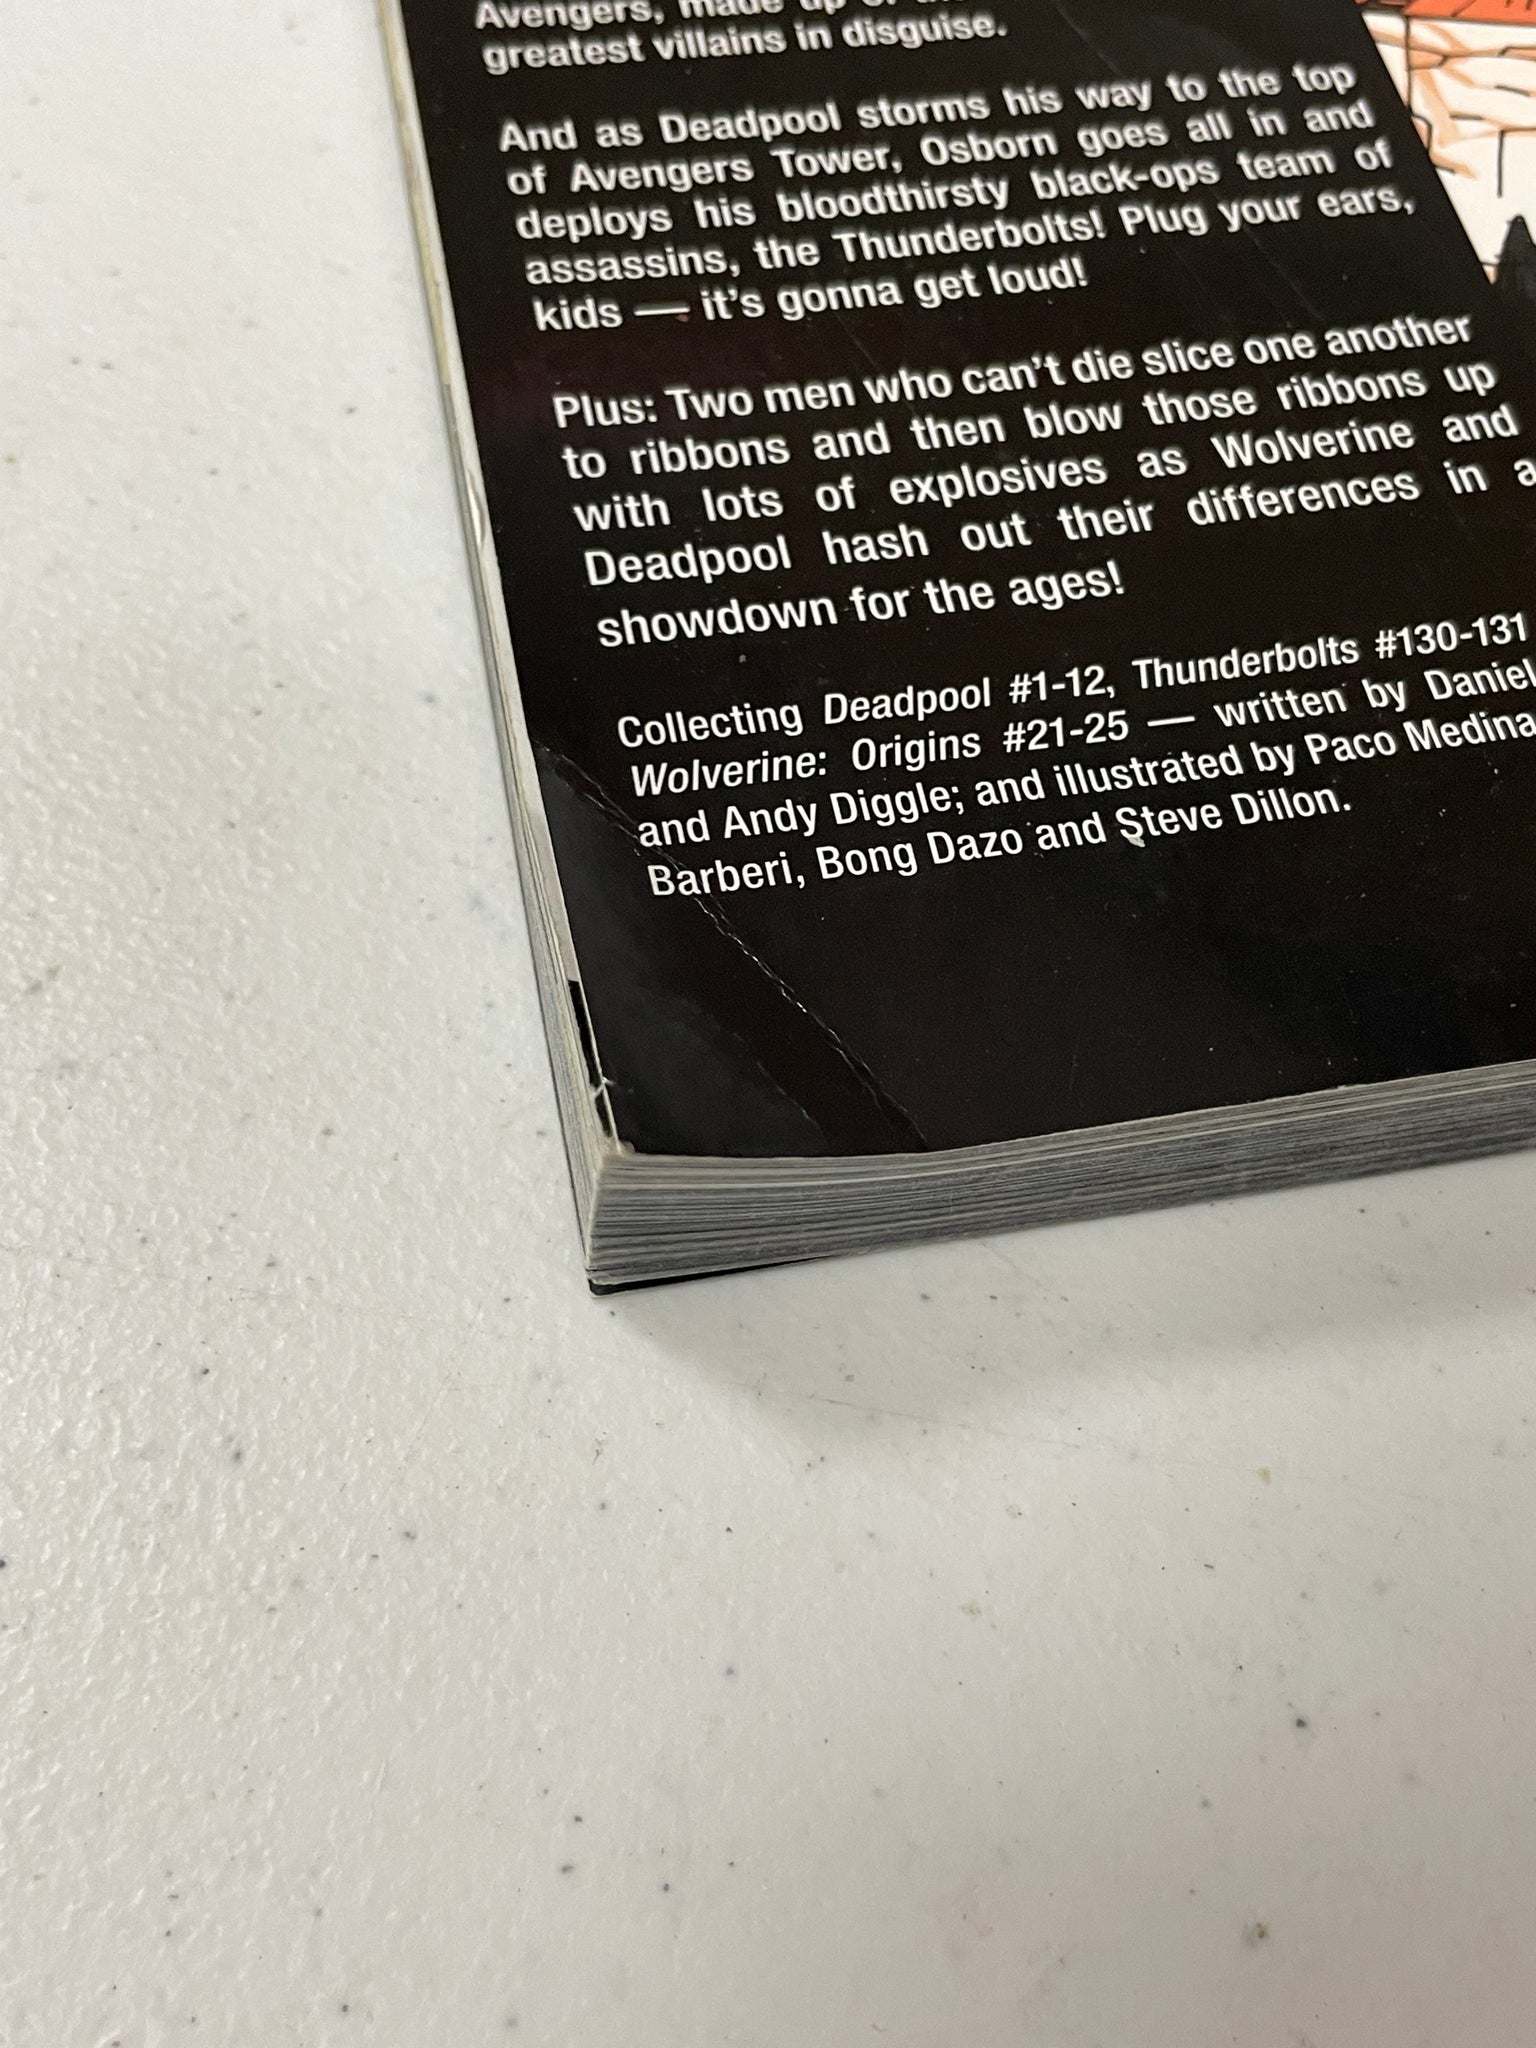 Avengers, made up of
greatest villains in disguise.
And as Deadpool storms his way to the top
of Avengers Tower, Osborn goes all in and
deploys his bloodthirsty black-ops team of
assassins, the Thunderbolts! Plug your ears,
kids — it's gonna get loud!
Plus: Two men who can't die slice one another
to ribbons and then blow those ribbons up
with lots of explosives as Wolverine and
Deadpool hash out their differences in a
showdown for the ages!
Collecting Deadpool #1-12, Thunderbolts #130-131
Wolverine: Origins #21-25 — written by Daniel
and Andy Diggle; and illustrated by Paco Medina
Barberi, Bong Dazo and Steve Dillon.